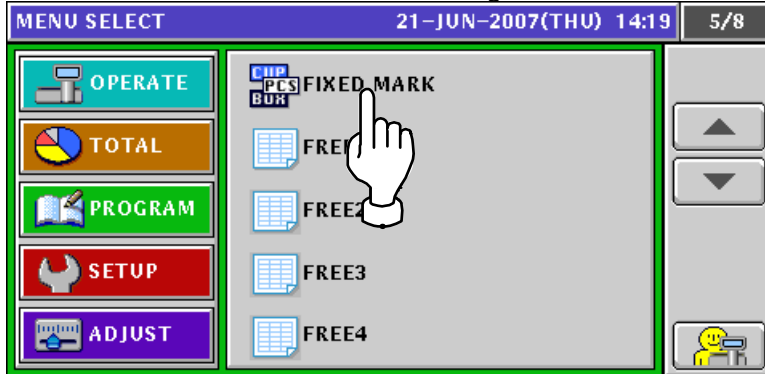 MENU SELECT 21-JUN-2007(THU) 14:19 5/8
OPERATE
TOTAL
PROGRAM
SETUP
ADJUST
CUP
PCS
BUX
FIXED MARK
FREE2
FREE3
FREE4